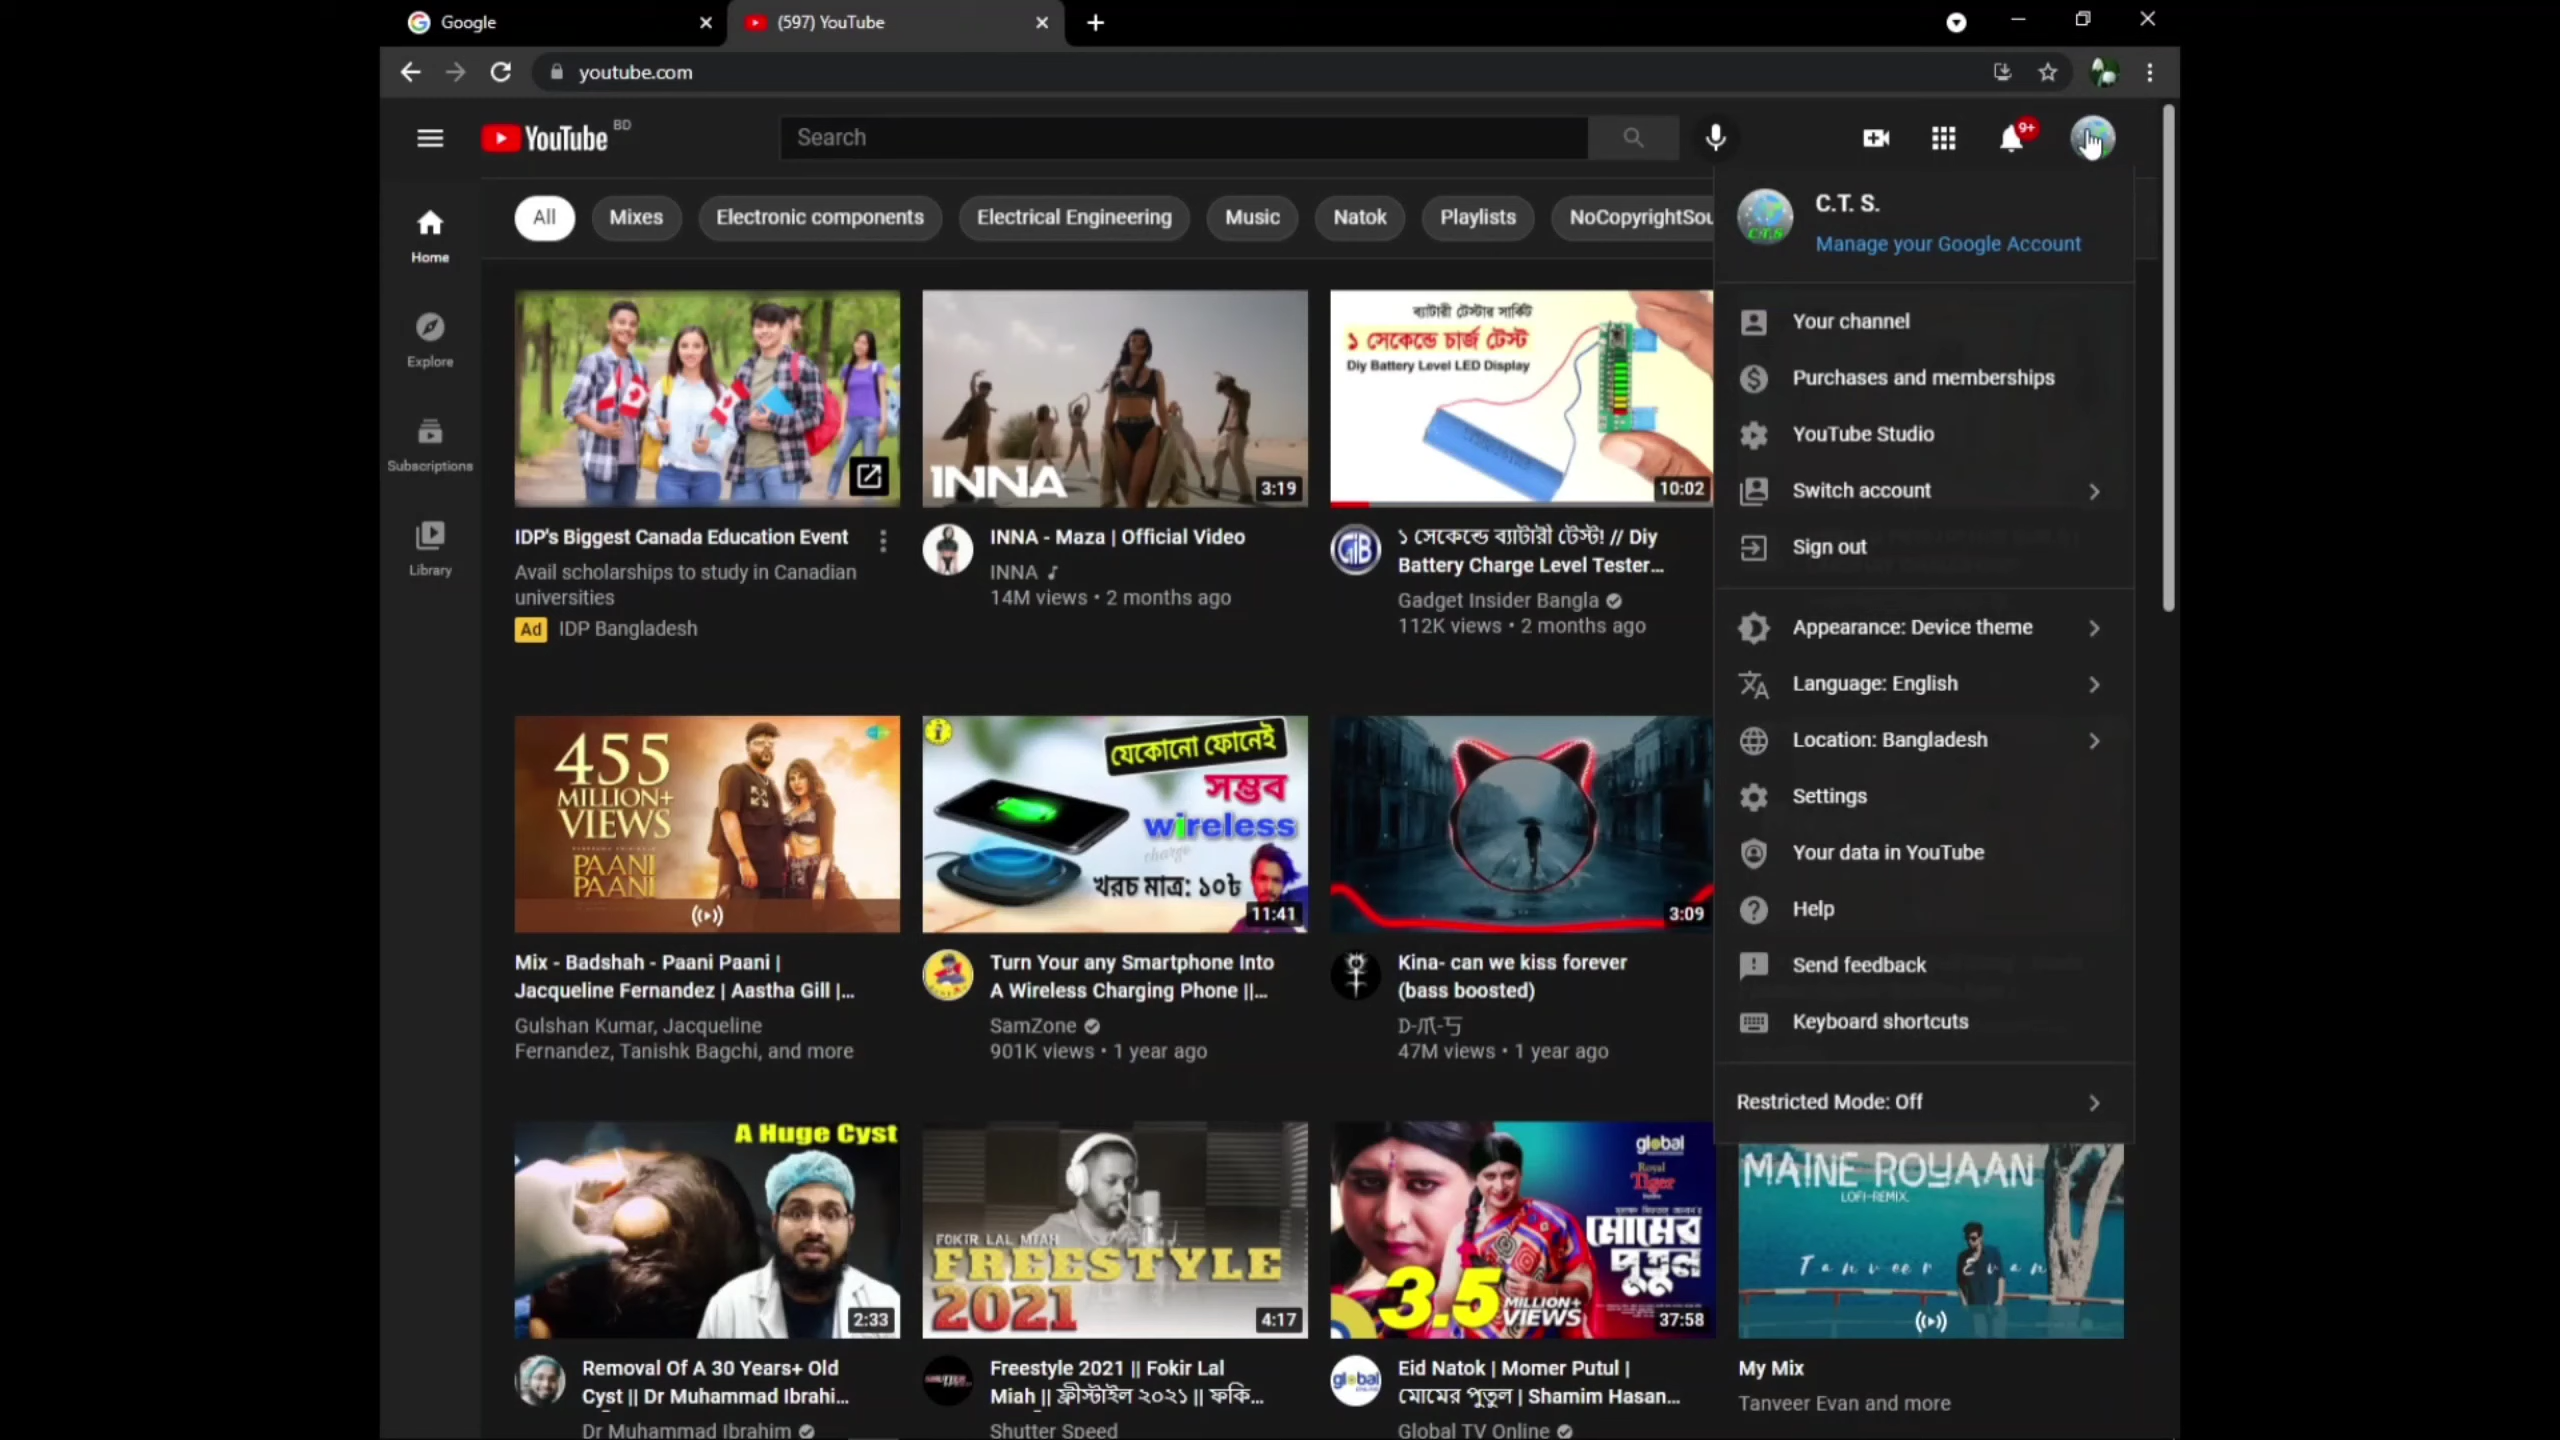 Google
(597) YouTube
youtube.com
YouTube BD
Search
9+
All
Mixes
Electronic components
Electrical Engineering
Music
Natok
Playlists
NoCopyrightSou
Home
Explore
Subscriptions
Library
C.T. S.
Manage your Google Account
Your channel
Purchases and memberships
YouTube Studio
Switch account
Sign out
Appearance: Device theme
Language: English
Location: Bangladesh
Settings
Your data in YouTube
Help
Send feedback
Keyboard shortcuts
Restricted Mode: Off
IDP's Biggest Canada Education Event
Avail scholarships to study in Canadian
universities
Ad IDP Bangladesh
INNA
3:19
INNA - Maza | Official Video
INNA
14M views • 2 months ago
ব্যাটারী টেস্টার সার্কিট
১ সেকেন্ডে চার্জ টেস্ট
Diy Battery Level LED Display
10:02
GIB
১ সেকেন্ডে ব্যাটারী টেস্ট! // Diy
Battery Charge Level Tester...
Gadget Insider Bangla
112K views • 2 months ago
455
MILLION+
VIEWS
PAANI
PAANI
Mix - Badshah - Paani Paani |
Jacqueline Fernandez | Aastha Gill |...
Gulshan Kumar, Jacqueline
Fernandez, Tanishk Bagchi, and more
যেকোনো ফোনেই
সম্ভব
wireless
charge
খরচ মাত্র: ১০৳
11:41
Turn Your any Smartphone Into
A Wireless Charging Phone ||...
SamZone
901K views • 1 year ago
3:09
Kina- can we kiss forever
(bass boosted)
47M views • 1 year ago
A Huge Cyst
2:33
Removal Of A 30 Years+ Old
Cyst || Dr Muhammad Ibrahi...
Dr Muhammad Ibrahim
FOKIR LAL MIAH
FREESTYLE
2021
4:17
Freestyle 2021 || Fokir Lal
Miah || ফ্রীস্টাইল ২০২১ || ফকি...
Shutter Speed
global
Royal
Tiger
মোমের
পুতুল
3.5 MILLION+
VIEWS
37:58
global
Eid Natok | Momer Putul |
মোমের পুতুল | Shamim Hasan...
Global TV Online
MAINE ROYAAN
LOFI-REMIX
Tanveer Evan
My Mix
Tanveer Evan and more